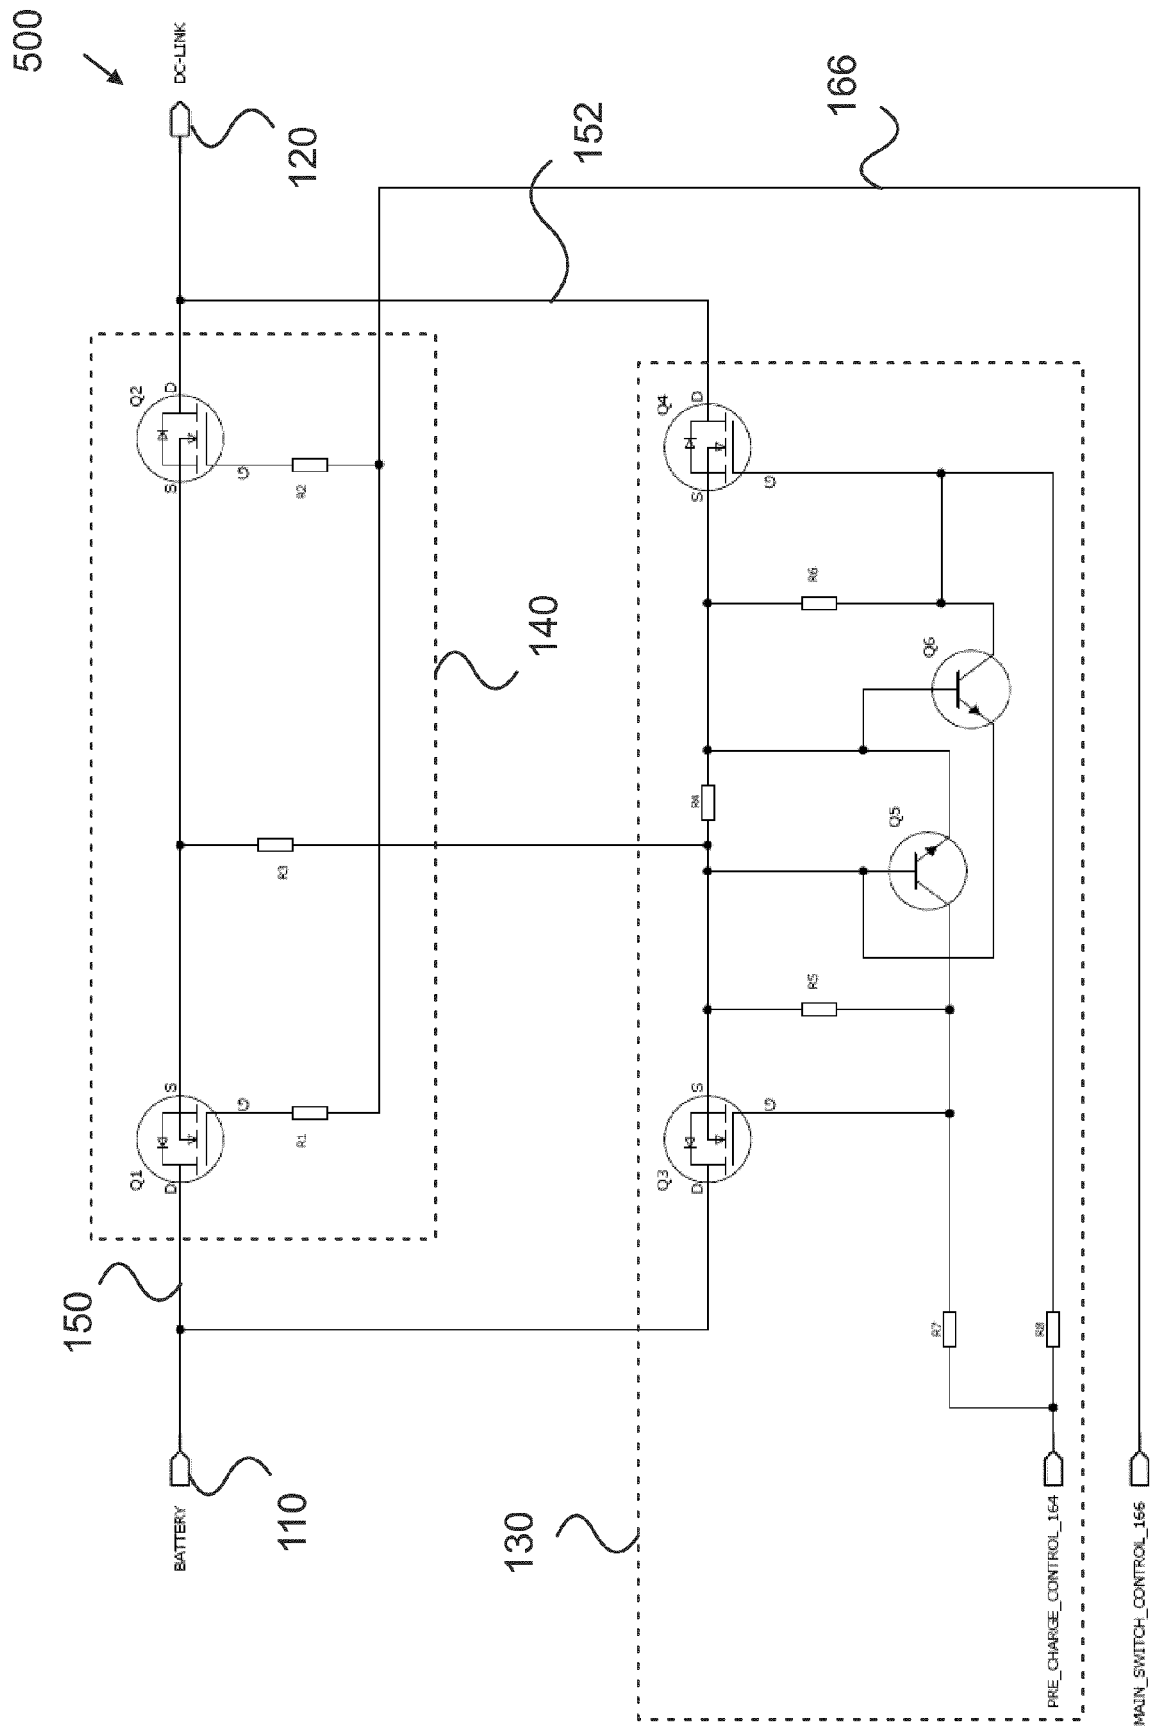 500
DC-LINK
120
152
166
Q2
D
S
G
R2
Q4
D
S
G
140
R6
Q6
R4
Q5
R3
R5
Q1
D
S
G
R1
Q3
D
S
G
150
R7
R8
BATTERY
110
130
PRE_CHARGE_CONTROL_164
MAIN_SWITCH_CONTROL_166